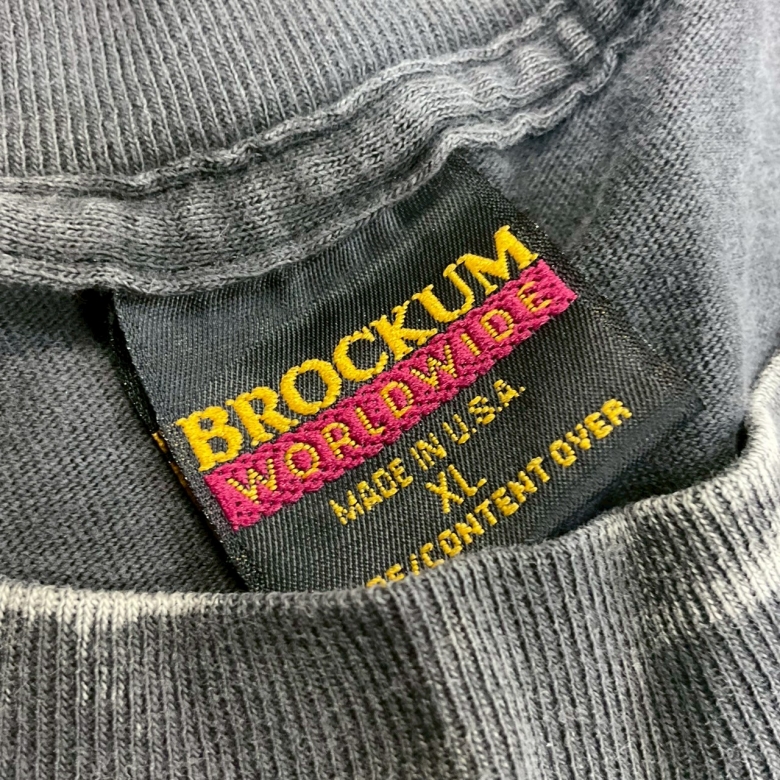 BROCKUM
WORLDWIDE
MADE IN U.S.A.
XL
/CONTENT OVER